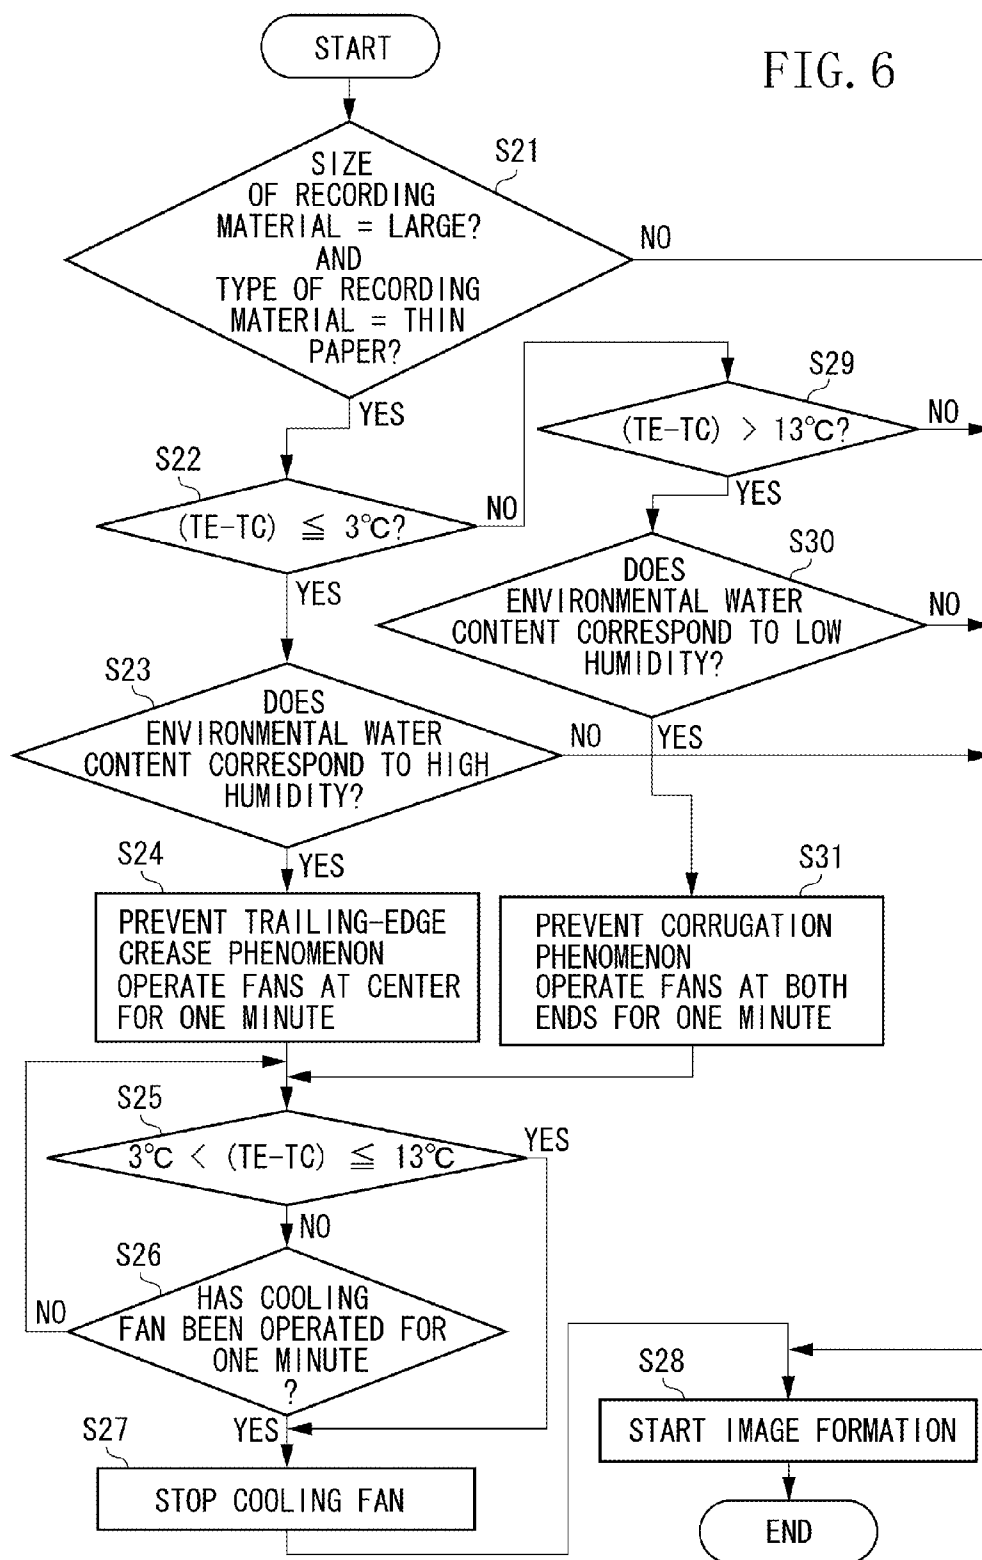 START
FIG. 6
S21
SIZE
OF RECORDING
MATERIAL = LARGE?
AND
TYPE OF RECORDING
MATERIAL = THIN
PAPER?
NO
YES
S29
(TE-TC) > 13℃?
NO
YES
S22
(TE-TC) ≦ 3℃?
NO
YES
S30
DOES
ENVIRONMENTAL WATER
CONTENT CORRESPOND TO LOW
HUMIDITY?
NO
YES
S23
DOES
ENVIRONMENTAL WATER
CONTENT CORRESPOND TO HIGH
HUMIDITY?
NO
YES
S24
PREVENT TRAILING-EDGE
CREASE PHENOMENON
OPERATE FANS AT CENTER
FOR ONE MINUTE
S31
PREVENT CORRUGATION
PHENOMENON
OPERATE FANS AT BOTH
ENDS FOR ONE MINUTE
S25
3℃ < (TE-TC) ≦ 13℃
YES
NO
S26
HAS COOLING
FAN BEEN OPERATED FOR
ONE MINUTE
?
NO
YES
S27
STOP COOLING FAN
S28
START IMAGE FORMATION
END